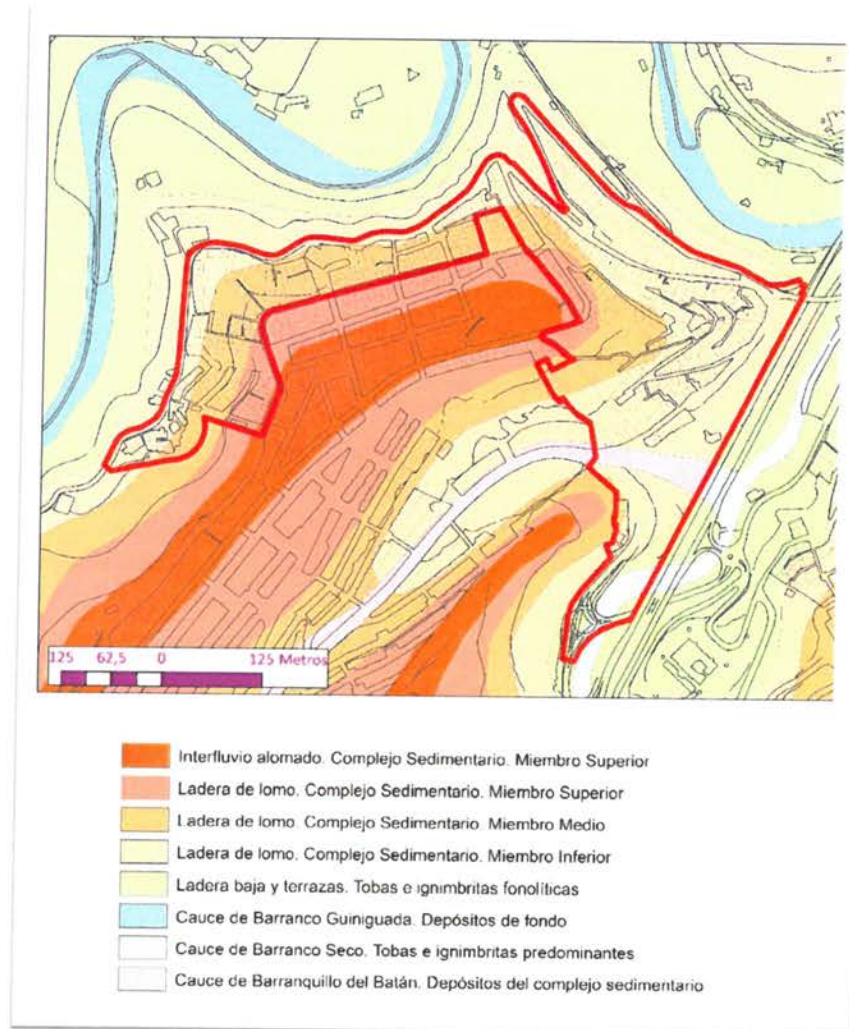 125 62,5 0 125 Metros
Interfluvio alomado. Complejo Sedimentario. Miembro Superior
Ladera de lomo. Complejo Sedimentario. Miembro Superior
Ladera de lomo. Complejo Sedimentario. Miembro Medio
Ladera de lomo. Complejo Sedimentario. Miembro Inferior
Ladera baja y terrazas. Tobas e ignimbritas fonolíticas
Cauce de Barranco Guiniguada. Depósitos de fondo
Cauce de Barranco Seco. Tobas e ignimbritas predominantes
Cauce de Barranquillo del Batán. Depósitos del complejo sedimentario